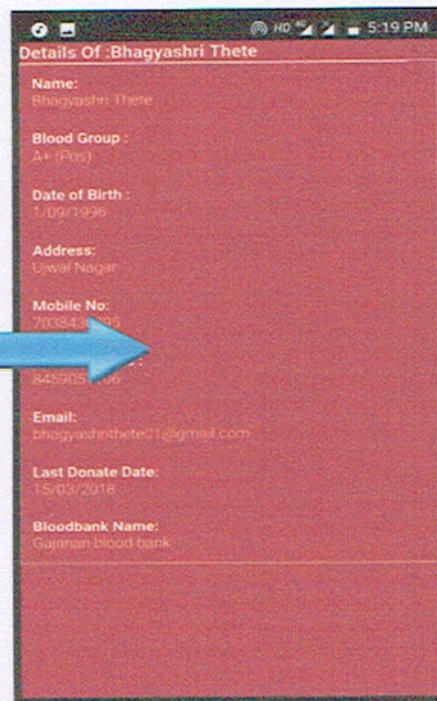 HD 4G 5:19 PM
Details Of :Bhagyashri Thete
Name:
Bhagyashri Thete
Blood Group :
A+ (Pos)
Date of Birth :
1/09/1996
Address:
Ujwal Nagar
Mobile No:
Email:
bhagyashrithete01@gmail.com
Last Donate Date:
15/03/2018
Bloodbank Name:
Gajanan blood bank